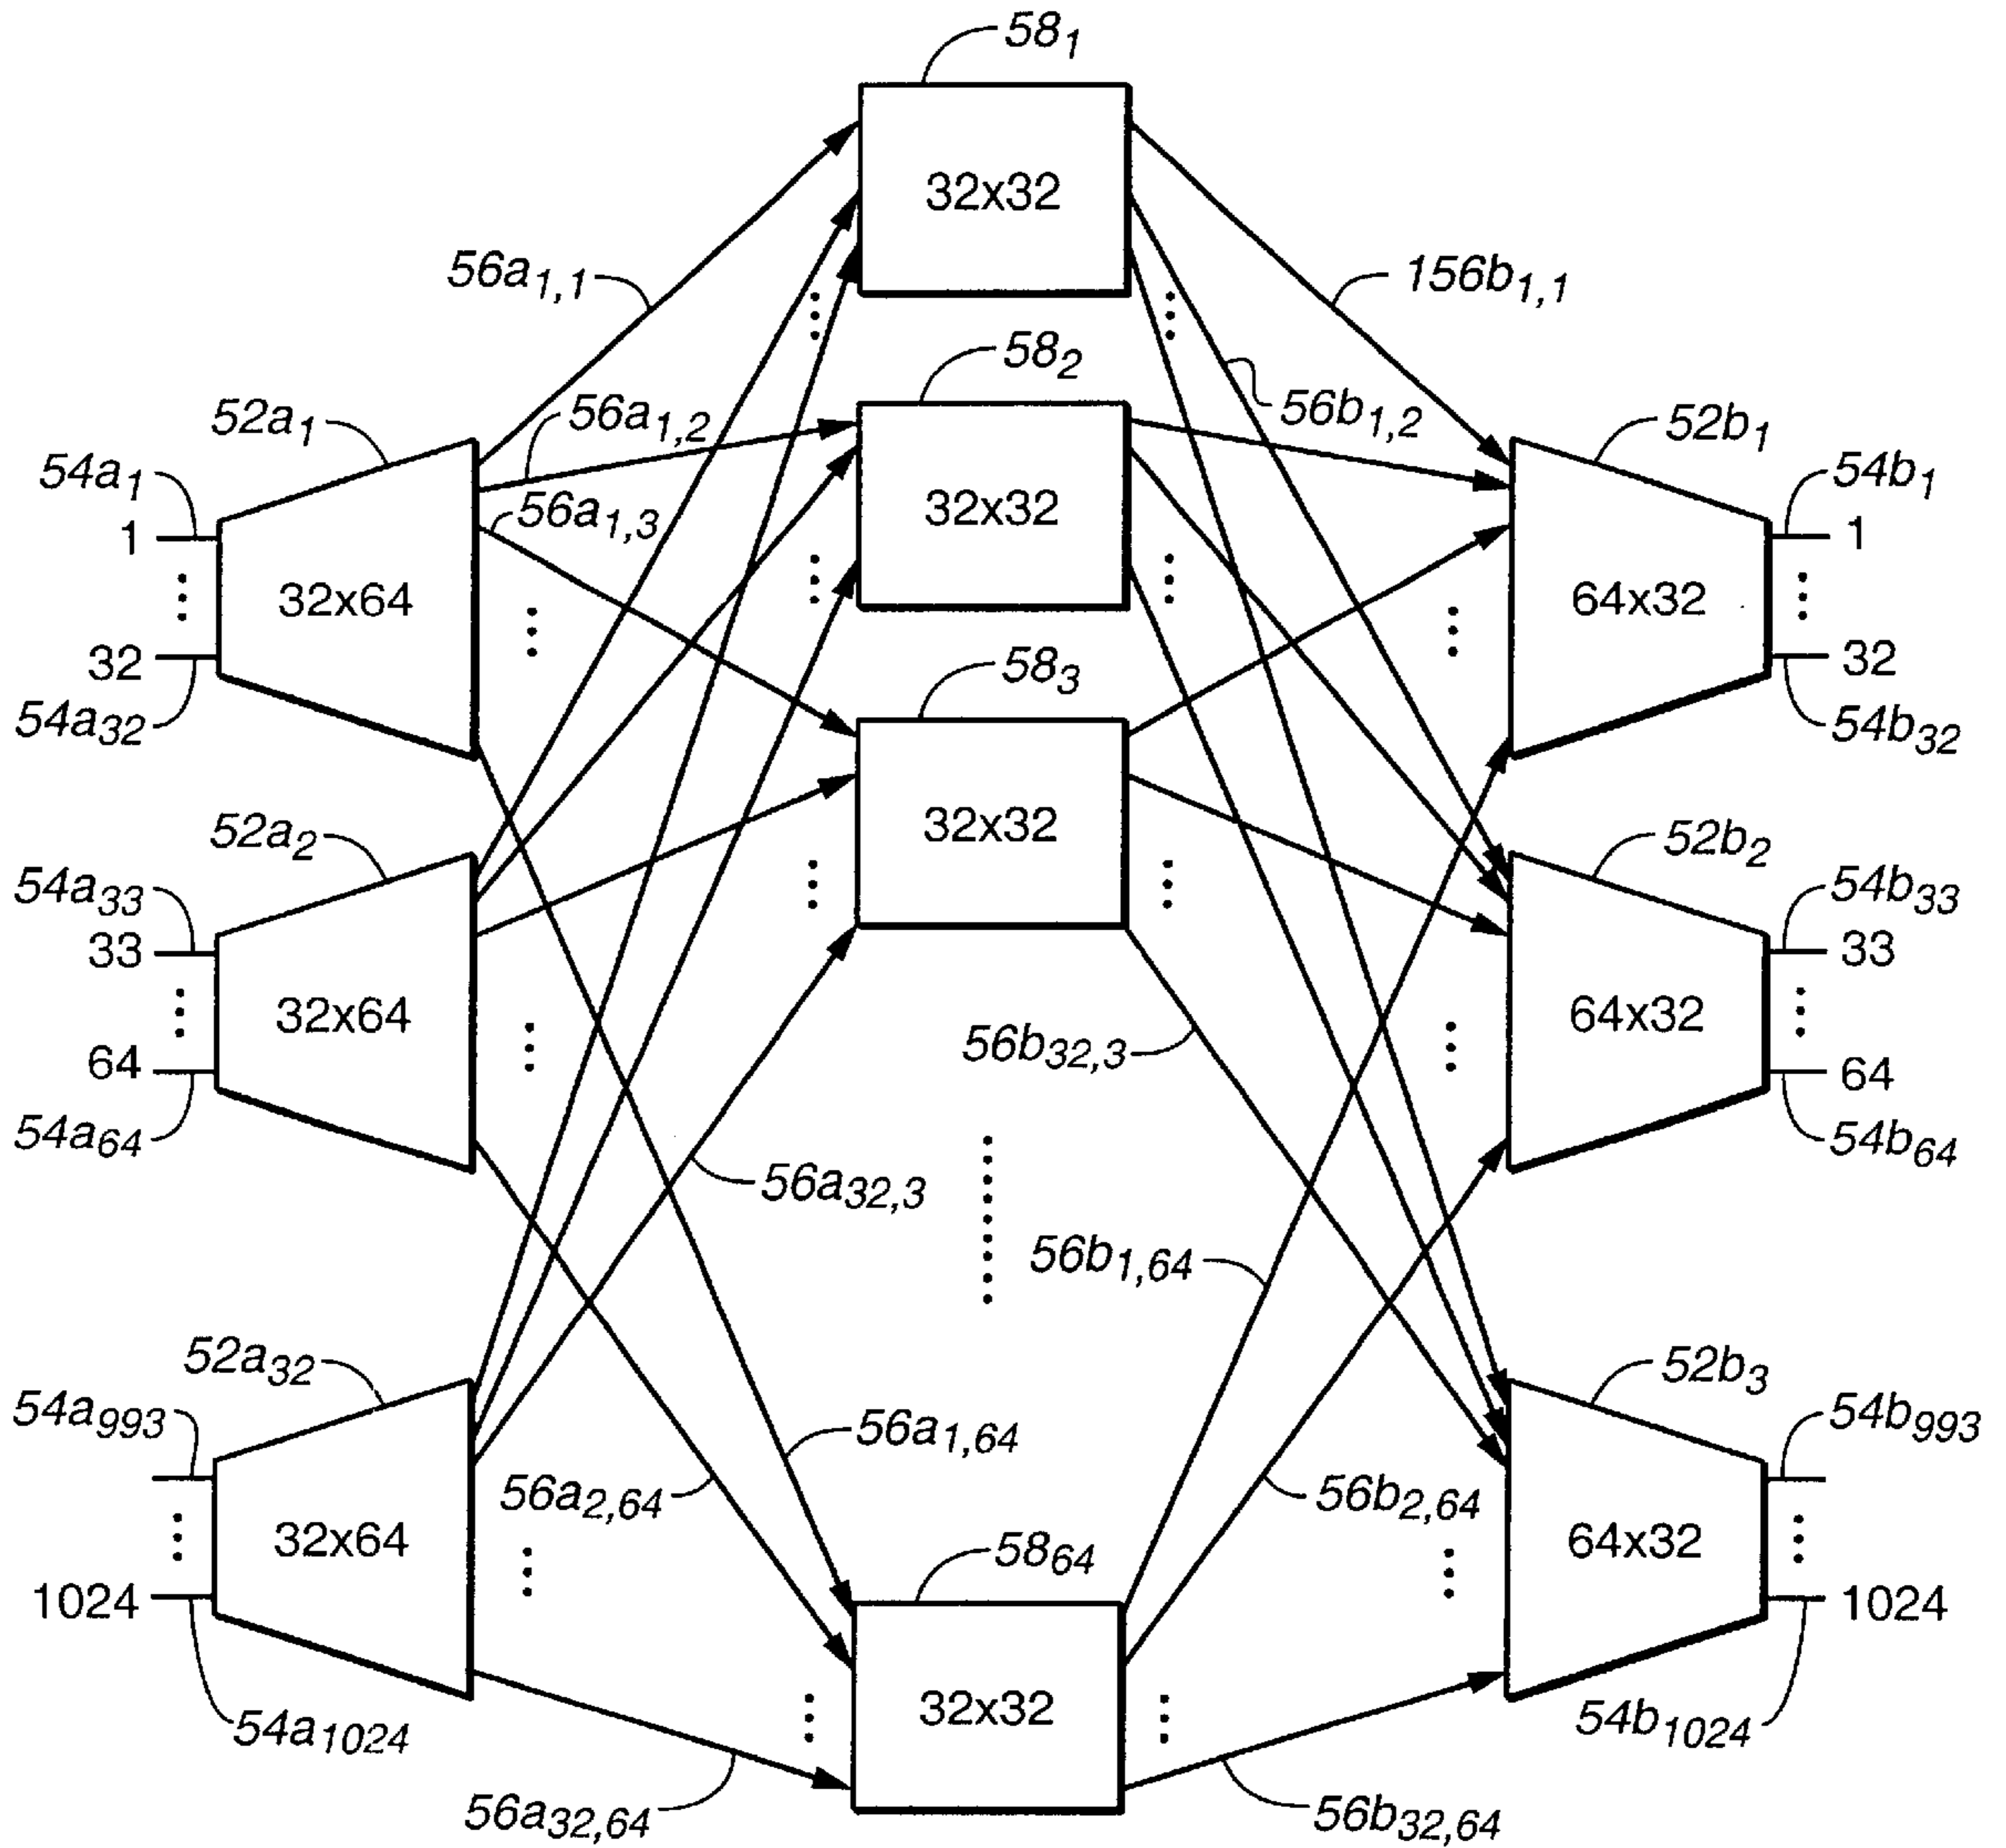 58₁
32x32
56a₁,₁
156b₁,₁
58₂
52a₁
56a₁,₂
56b₁,₂
52b₁
54a₁
54b₁
32x32
56a₁,₃
1
1
32x64
64x32
32
32
58₃
54a₃₂
54b₃₂
32x32
52a₂
52b₂
54a₃₃
54b₃₃
33
33
32x64
64x32
56b₃₂,₃
64
64
54a₆₄
54b₆₄
56a₃₂,₃
56b₁,₆₄
52a₃₂
52b₃
54a₉₉₃
54b₉₉₃
56a₁,₆₄
56a₂,₆₄
56b₂,₆₄
32x64
58₆₄
64x32
1024
1024
32x32
54a₁₀₂₄
54b₁₀₂₄
56a₃₂,₆₄
56b₃₂,₆₄